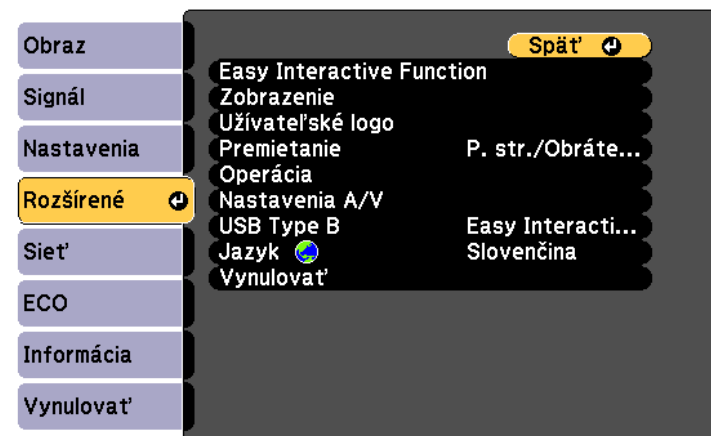 Obraz
Signál
Nastavenia
Rozšírené
Sieť
ECO
Informácia
Vynulovať
Späť
Easy Interactive Function
Zobrazenie
Užívateľské logo
Premietanie P. str./Obráte...
Operácia
Nastavenia A/V
USB Type B Easy Interacti...
Jazyk Slovenčina
Vynulovať